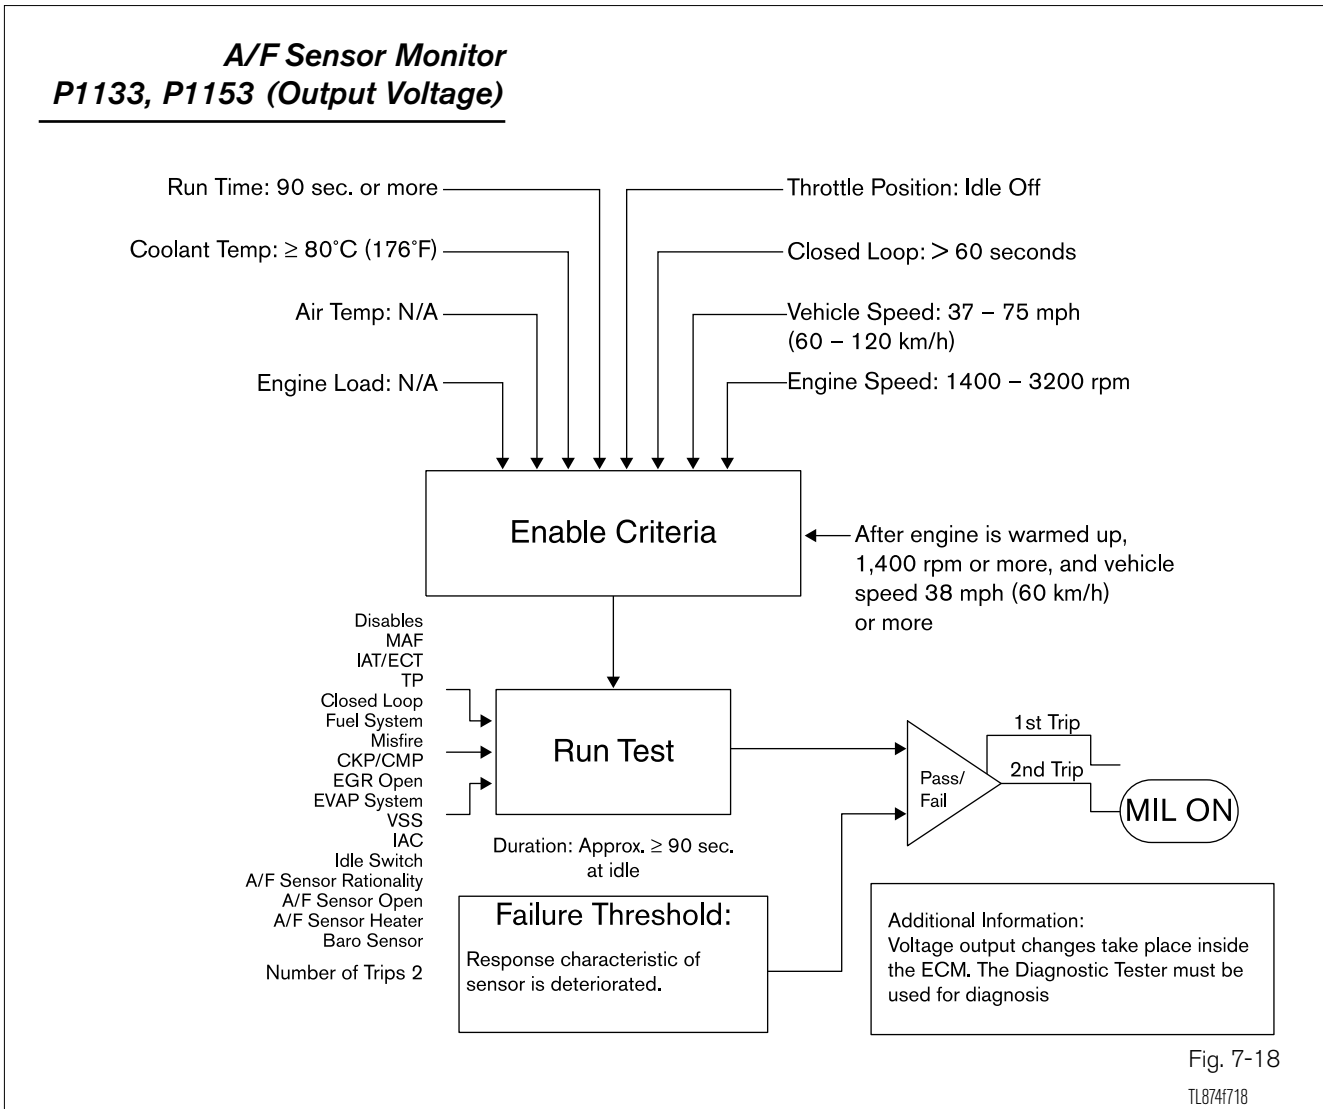 A/F Sensor Monitor
P1133, P1153 (Output Voltage)
Run Time: 90 sec. or more
Coolant Temp: ≥ 80°C (176°F)
Air Temp: N/A
Engine Load: N/A
Throttle Position: Idle Off
Closed Loop: > 60 seconds
Vehicle Speed: 37 – 75 mph
(60 – 120 km/h)
Engine Speed: 1400 – 3200 rpm
Enable Criteria
After engine is warmed up,
1,400 rpm or more, and vehicle
speed 38 mph (60 km/h)
or more
Disables
MAF
IAT/ECT
TP
Closed Loop
Fuel System
Misfire
CKP/CMP
EGR Open
EVAP System
VSS
IAC
Idle Switch
A/F Sensor Rationality
A/F Sensor Open
A/F Sensor Heater
Baro Sensor
Number of Trips 2
Run Test
Duration: Approx. ≥ 90 sec.
at idle
Pass/
Fail
1st Trip
2nd Trip
MIL ON
Failure Threshold:
Response characteristic of
sensor is deteriorated.
Additional Information:
Voltage output changes take place inside
the ECM. The Diagnostic Tester must be
used for diagnosis
Fig. 7-18
TL874f718